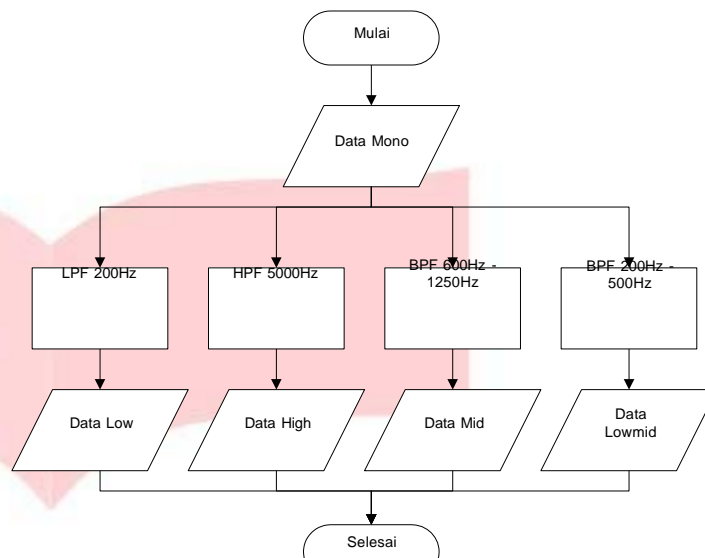 Mulai
Data Mono
LPF 200Hz
HPF 5000Hz
BPF 600Hz -
1250Hz
BPF 200Hz -
500Hz
Data Low
Data High
Data Mid
Data
Lowmid
Selesai